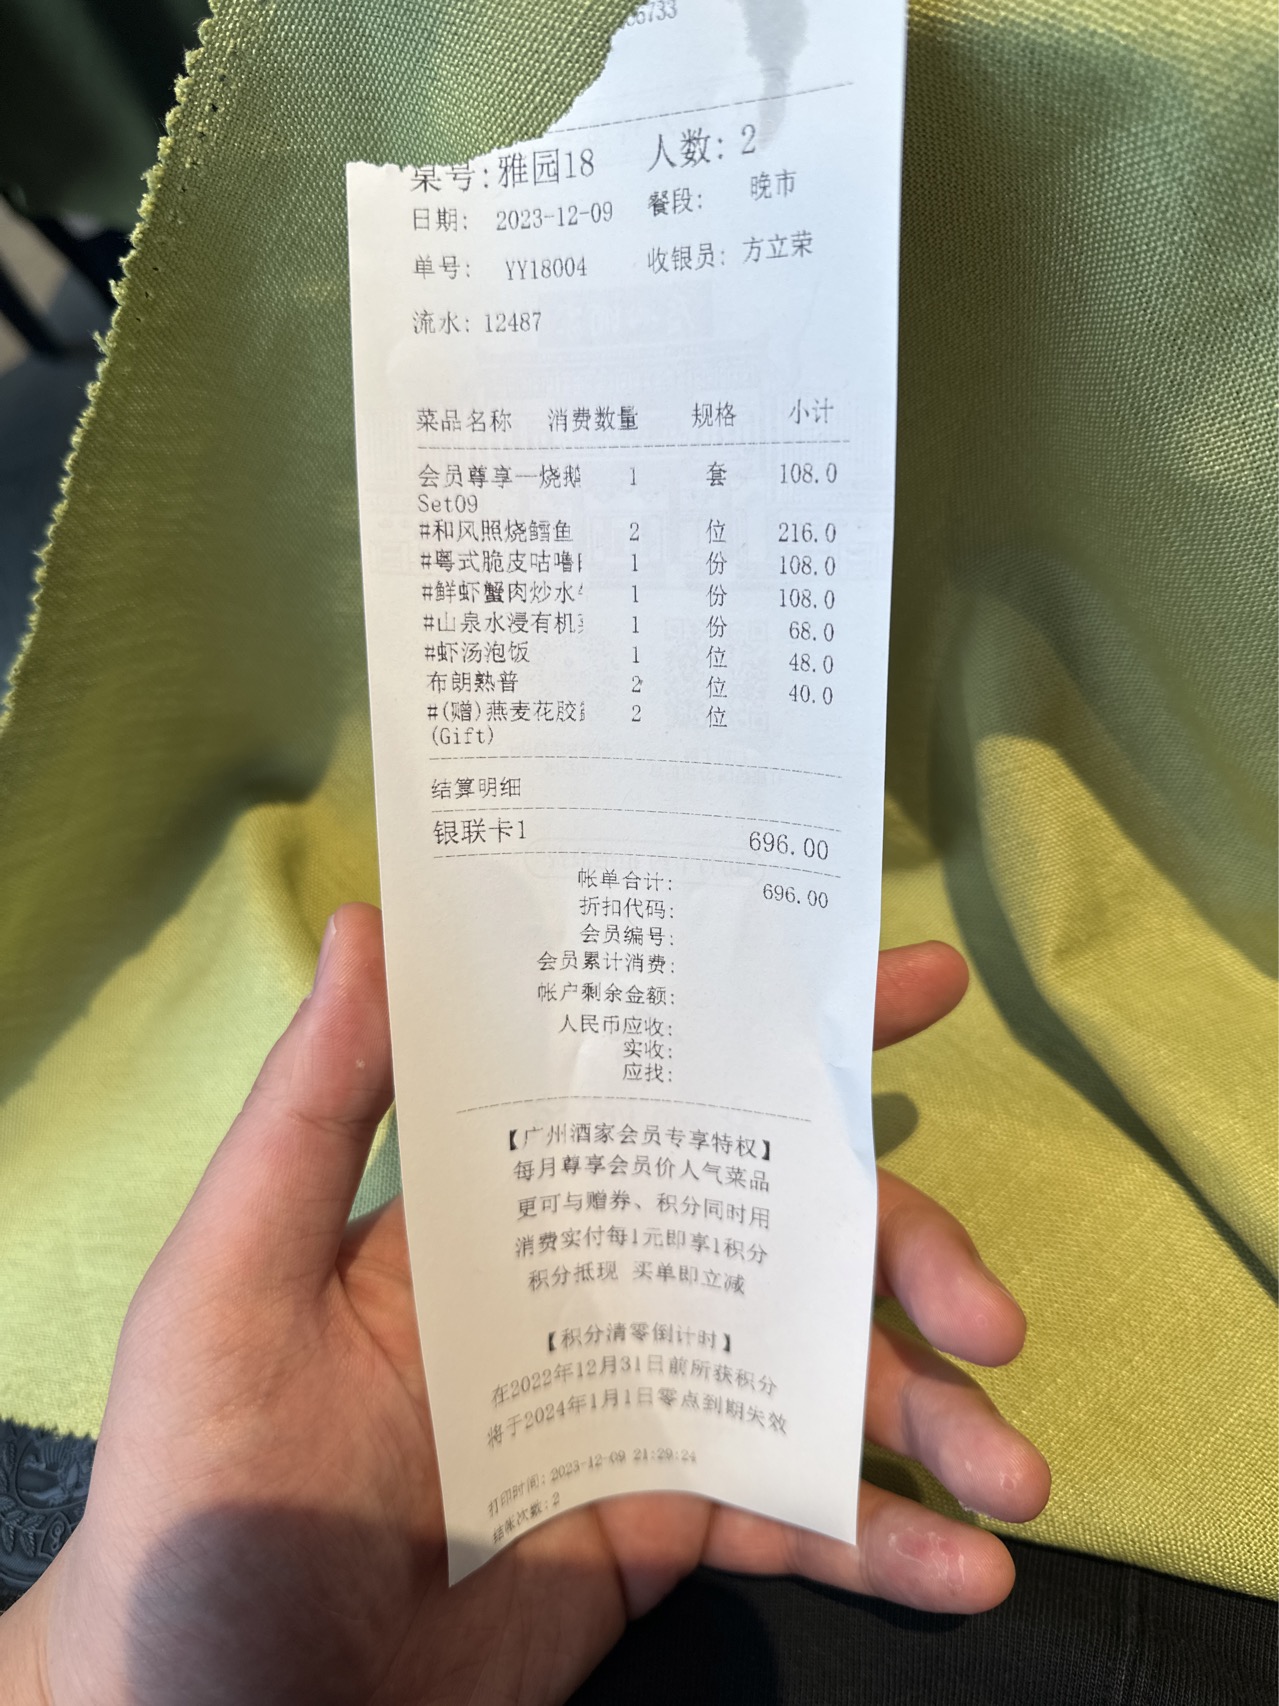 桌号:雅园18 人数: 2
日期: 2023-12-09 餐段: 晚市
单号: YY18004 收银员: 方立荣
流水: 12487
菜品名称 消费数量 规格 小计
会员尊享一烧鹅 1 套 108.0
Set09
#和风照烧鳕鱼 2 位 216.0
#粤式脆皮咕噜 1 份 108.0
#鲜虾蟹肉炒水 1 份 108.0
#山泉水浸有机 1 份 68.0
#虾汤泡饭 1 位 48.0
布朗熟普 2 位 40.0
#(赠)燕麦花胶 2 位
(Gift)
结算明细
银联卡1 696.00
帐单合计: 696.00
折扣代码:
会员编号:
会员累计消费:
帐户剩余金额:
人民币应收:
实收:
应找:
【广州酒家会员专享特权】
每月尊享会员价人气菜品
更可与赠券、积分同时用
消费实付每1元即享1积分
积分抵现 买单即立减
【积分清零倒计时】
在2022年12月31日前所获积分
将于2024年1月1日零点到期失效
打印时间: 2023-12-09 21:29:24
结帐次数: 2